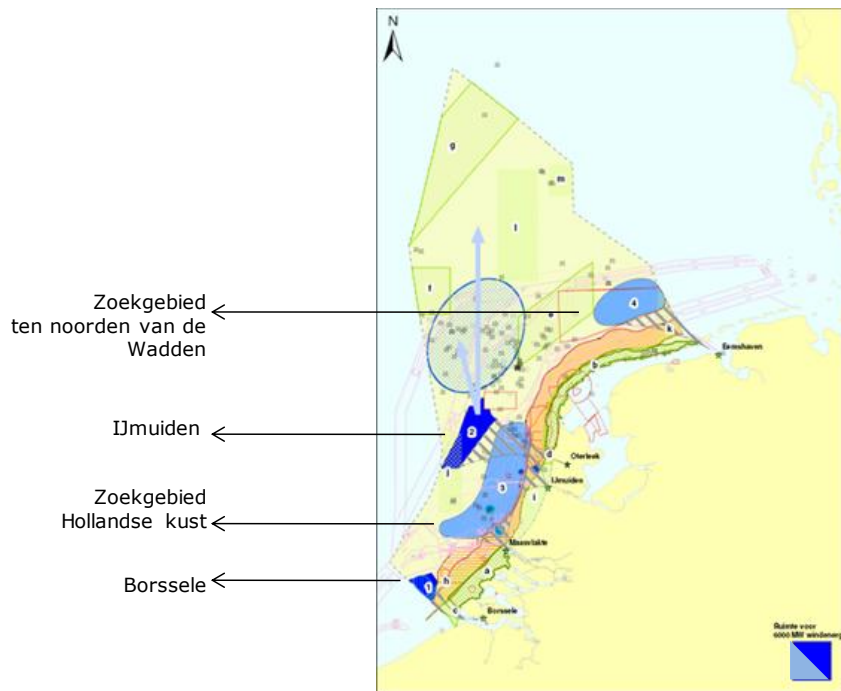 N
g
m
l
f
Zoekgebied
ten noorden van de
Wadden
4
e
k
Eemshaven
b
IJmuiden
2
d
Oterleek
j
Zoekgebied
Hollandse kust
3
IJmuiden
i
Maasvlakte
a
Borssele
1
h
c
Borssele
Ruimte voor
6000 MW windenerg